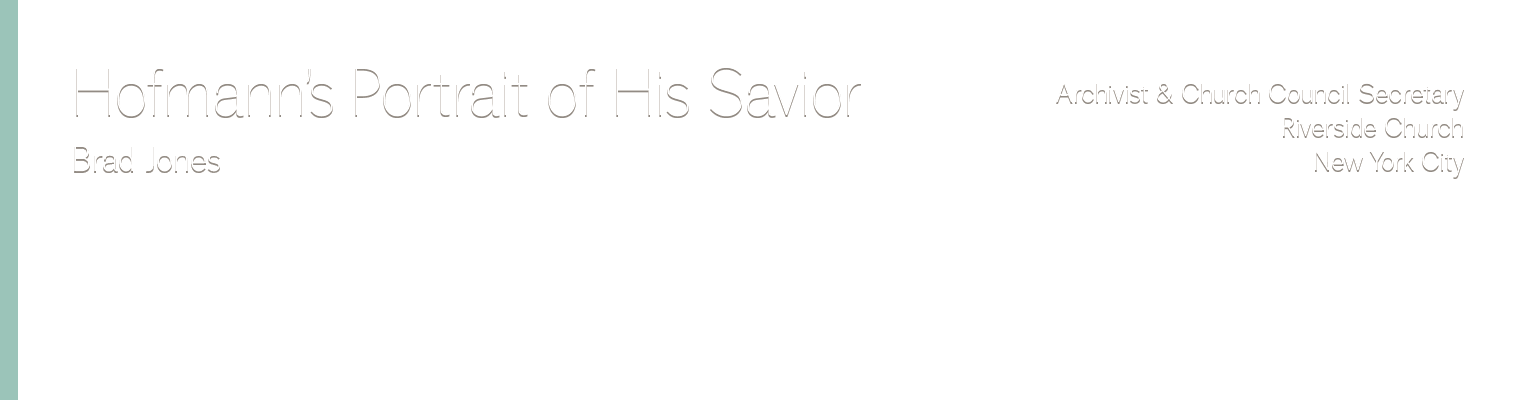 Hofmann's Portrait of His Savior
Brad Jones
Archivist & Church Council Secretary
Riverside Church
New York City